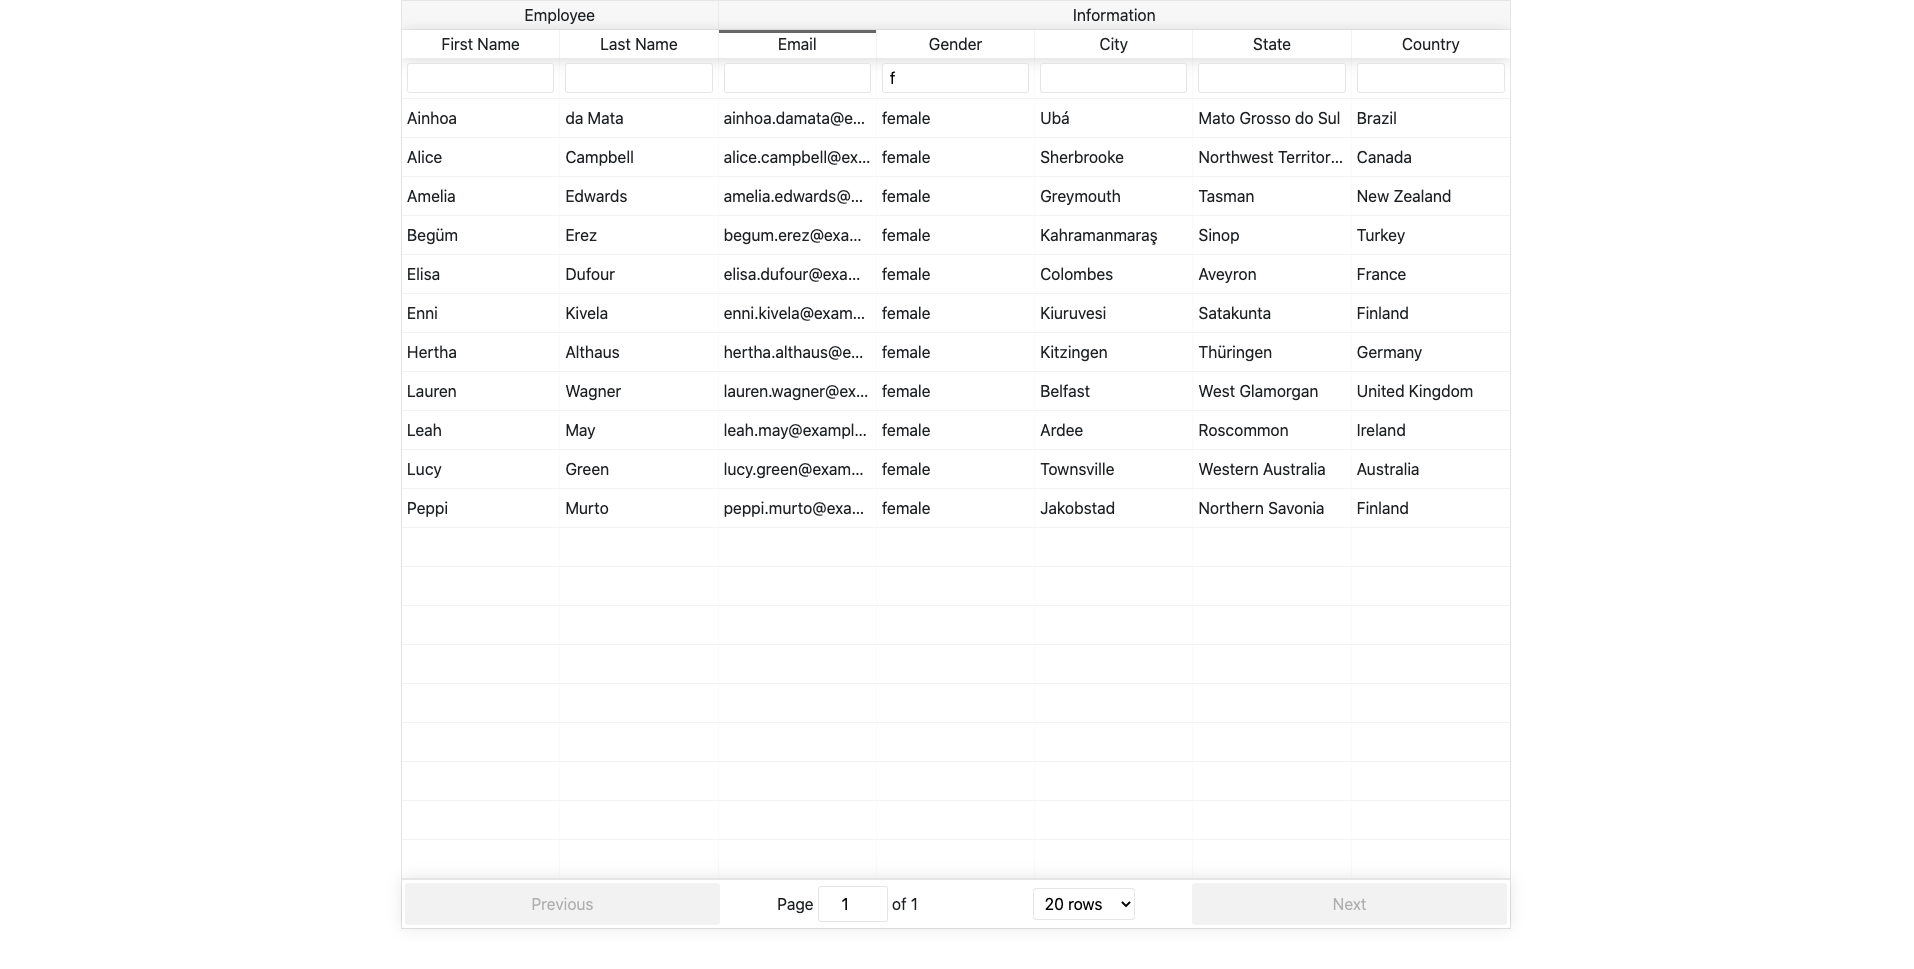 Employee Information
First Name Last Name Email Gender City State Country
f
Ainhoa da Mata ainhoa.damata@e... female Ubá Mato Grosso do Sul Brazil
Alice Campbell alice.campbell@ex... female Sherbrooke Northwest Territor... Canada
Amelia Edwards amelia.edwards@... female Greymouth Tasman New Zealand
Begüm Erez begum.erez@exa... female Kahramanmaraş Sinop Turkey
Elisa Dufour elisa.dufour@exa... female Colombes Aveyron France
Enni Kivela enni.kivela@exam... female Kiuruvesi Satakunta Finland
Hertha Althaus hertha.althaus@e... female Kitzingen Thüringen Germany
Lauren Wagner lauren.wagner@ex... female Belfast West Glamorgan United Kingdom
Leah May leah.may@exampl... female Ardee Roscommon Ireland
Lucy Green lucy.green@exam... female Townsville Western Australia Australia
Peppi Murto peppi.murto@exa... female Jakobstad Northern Savonia Finland
Previous Page 1 of 1 20 rows Next